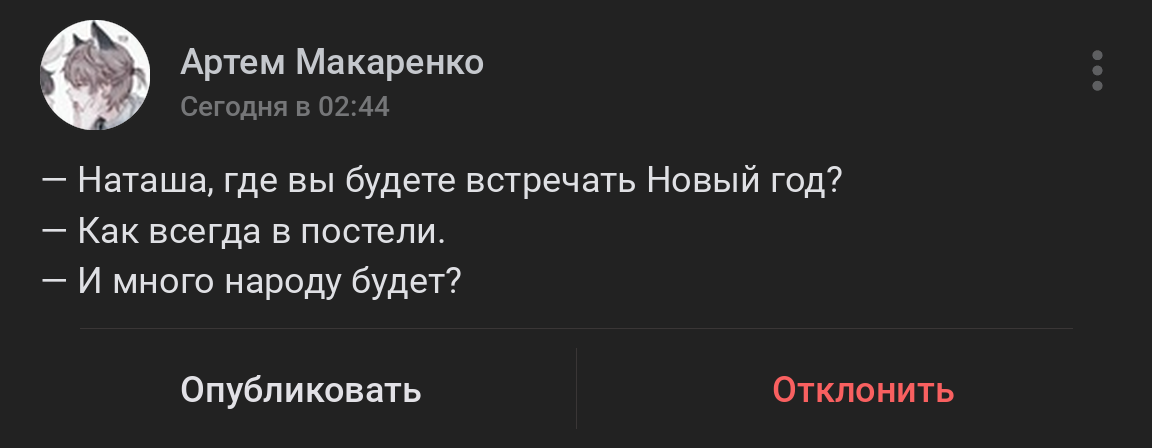 Артем Макаренко
Сегодня в 02:44
— Наташа, где вы будете встречать Новый год?
— Как всегда в постели.
— И много народу будет?
Опубликовать
Отклонить